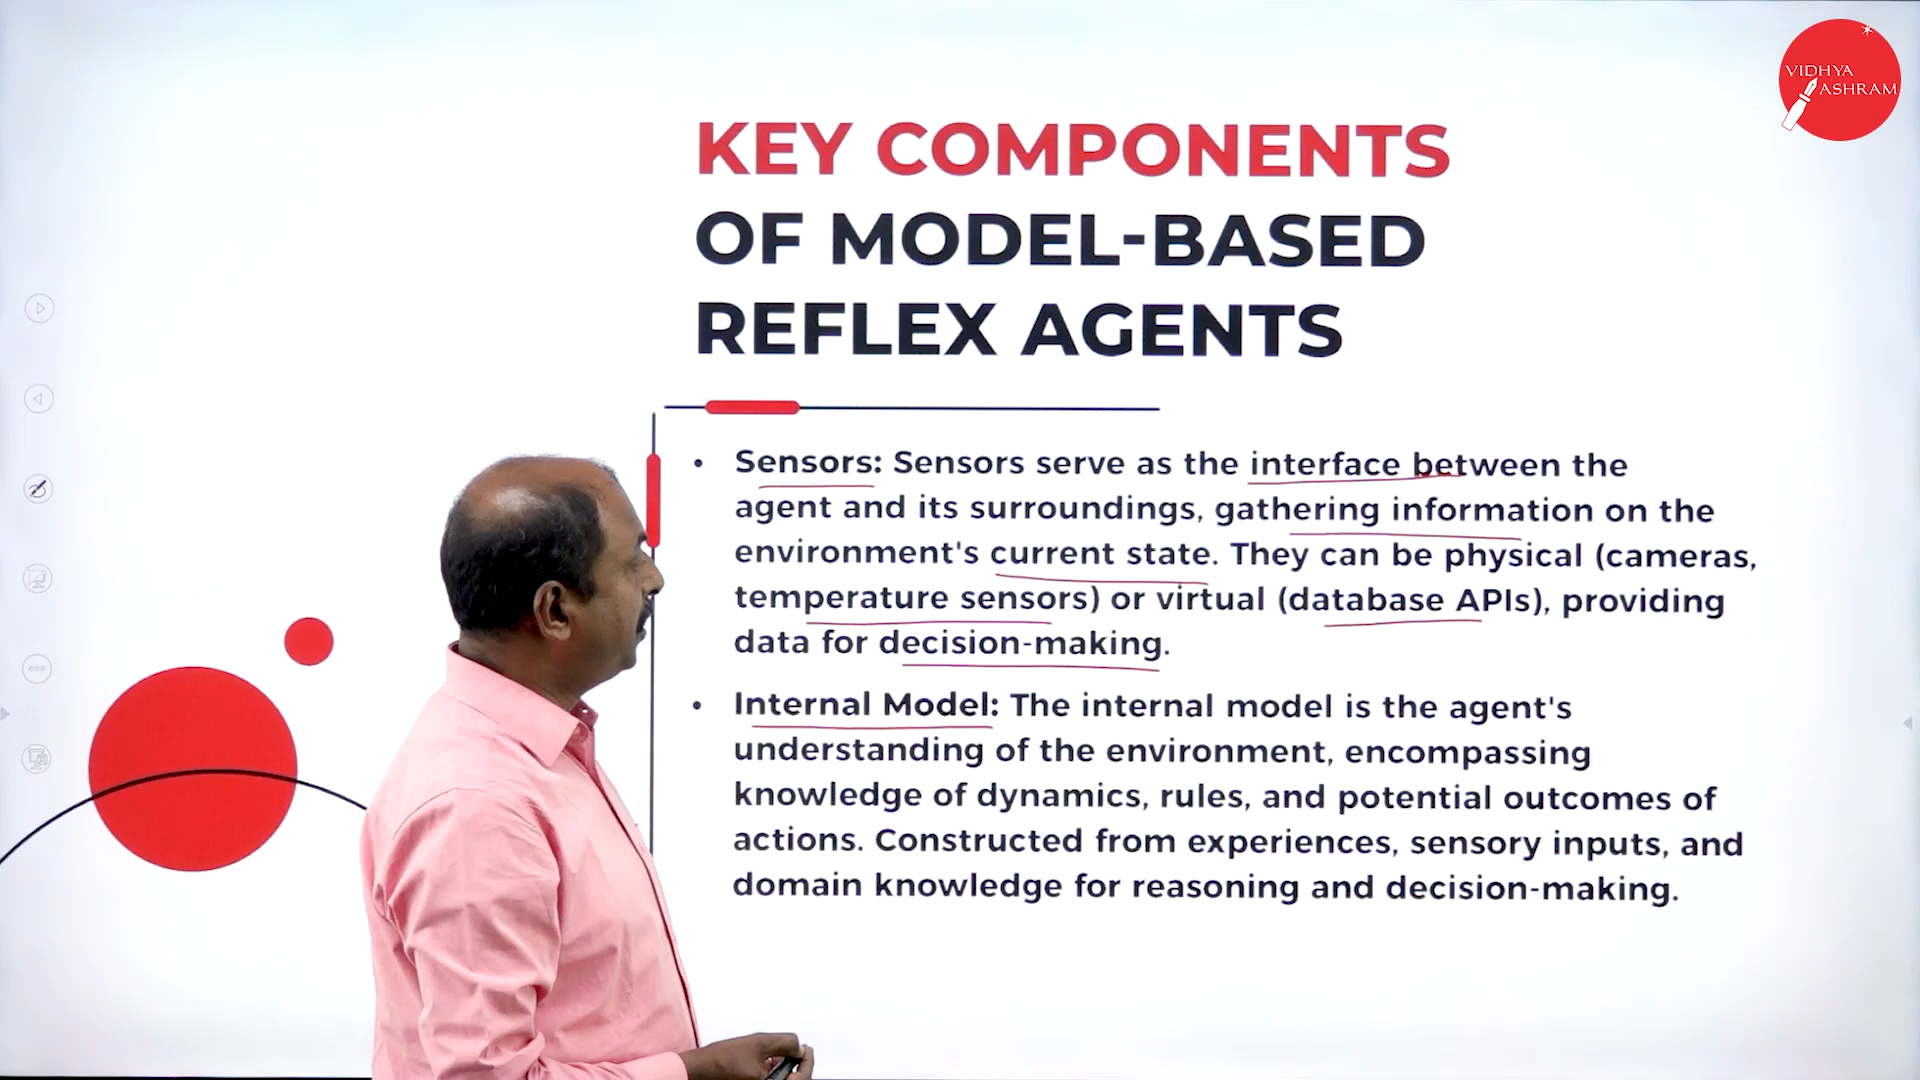 VIDHYA
ASHRAM
KEY COMPONENTS
OF MODEL-BASED
REFLEX AGENTS
• Sensors: Sensors serve as the interface between the
agent and its surroundings, gathering information on the
environment's current state. They can be physical (cameras,
temperature sensors) or virtual (database APIs), providing
data for decision-making.
• Internal Model: The internal model is the agent's
understanding of the environment, encompassing
knowledge of dynamics, rules, and potential outcomes of
actions. Constructed from experiences, sensory inputs, and
domain knowledge for reasoning and decision-making.